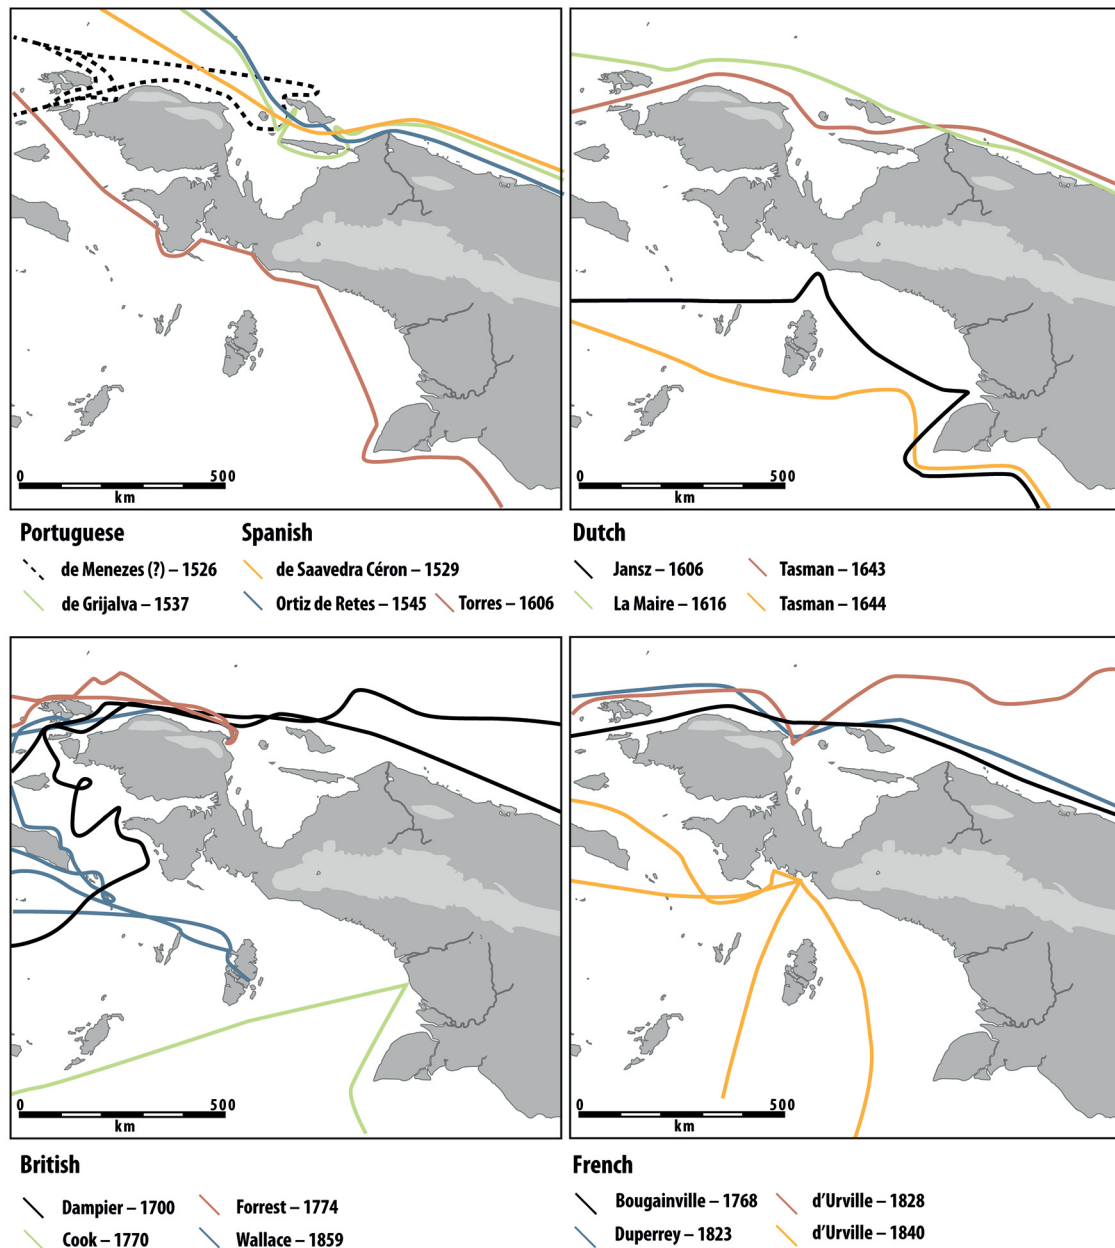 0 500
km
0 500
km
Portuguese Spanish Dutch
de Menezes (?) – 1526 de Saavedra Céron – 1529 Jansz – 1606 Tasman – 1643
de Grijalva – 1537 Ortiz de Retes – 1545 Torres – 1606 La Maire – 1616 Tasman – 1644
0 500
km
0 500
km
British French
Dampier – 1700 Forrest – 1774 Bougainville – 1768 d'Urville – 1828
Cook – 1770 Wallace – 1859 Duperrey – 1823 d'Urville – 1840